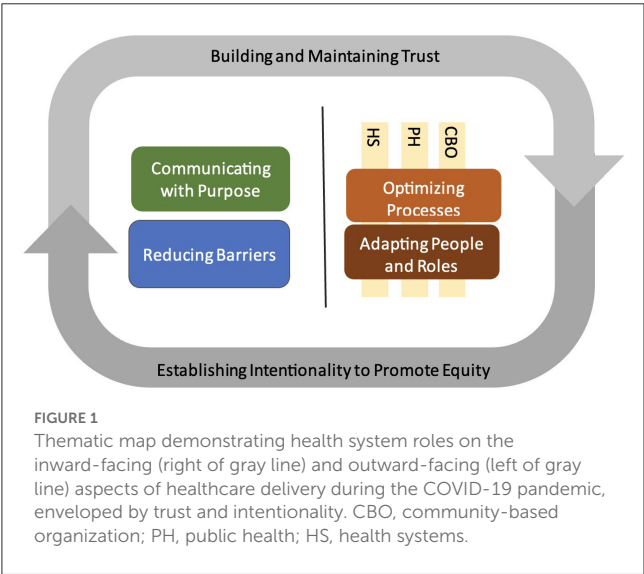 Building and Maintaining Trust
HS
PH
CBO
Communicating
with Purpose
Optimizing
Processes
Reducing Barriers
Adapting People
and Roles
Establishing Intentionality to Promote Equity
FIGURE 1
Thematic map demonstrating health system roles on the
inward-facing (right of gray line) and outward-facing (left of gray
line) aspects of healthcare delivery during the COVID-19 pandemic,
enveloped by trust and intentionality. CBO, community-based
organization; PH, public health; HS, health systems.